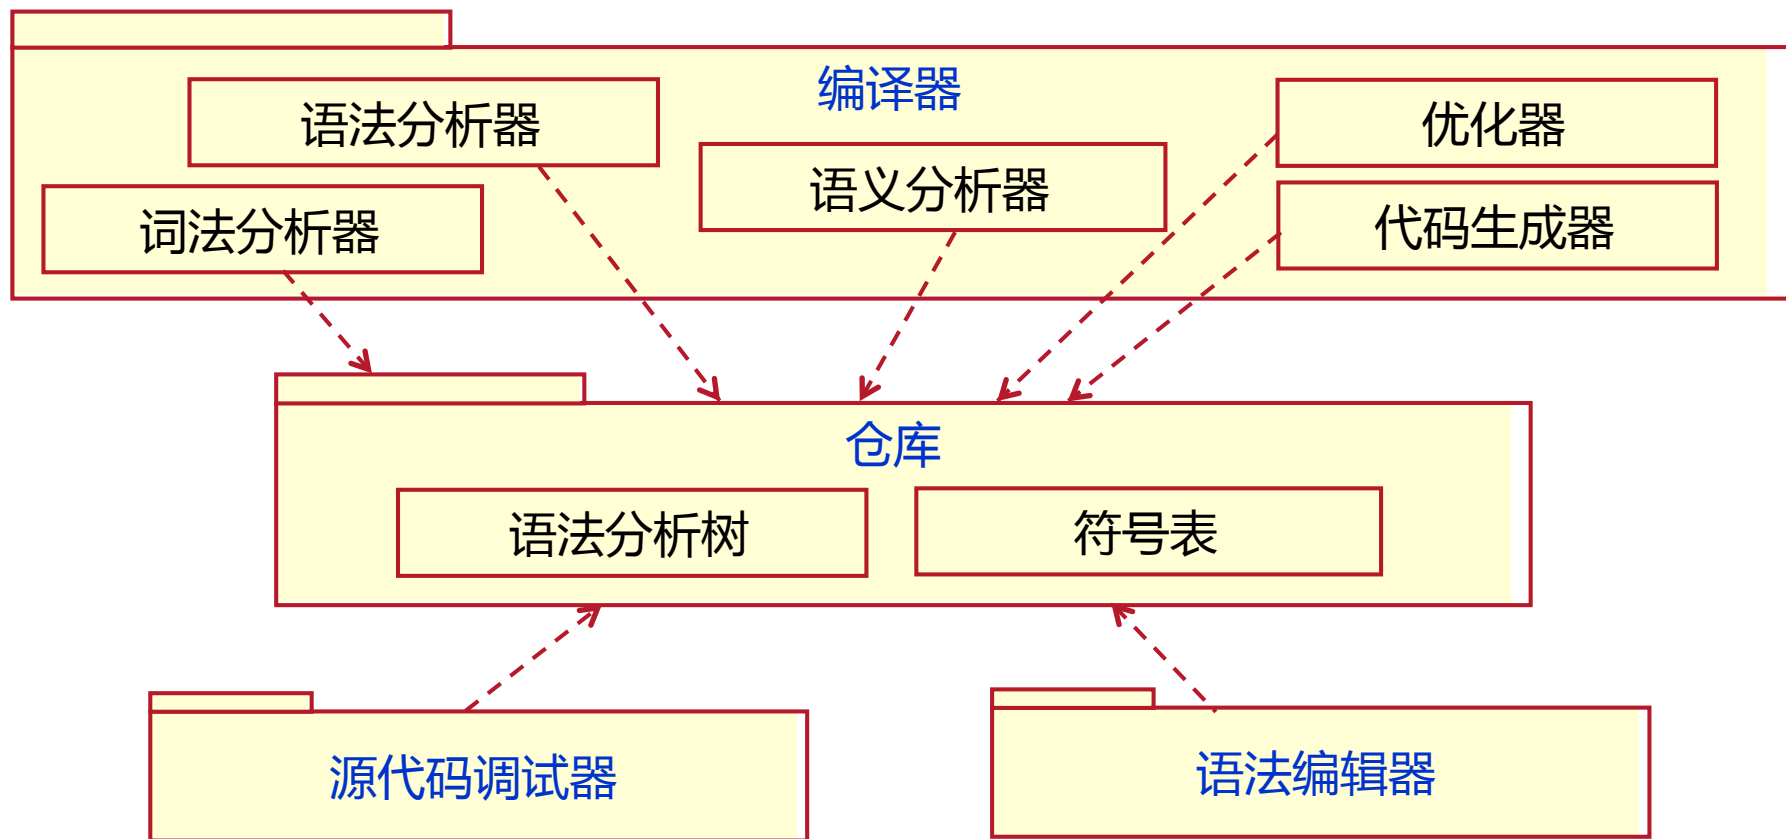 编译器
语法分析器
优化器
语义分析器
词法分析器
代码生成器
仓库
语法分析树
符号表
源代码调试器
语法编辑器